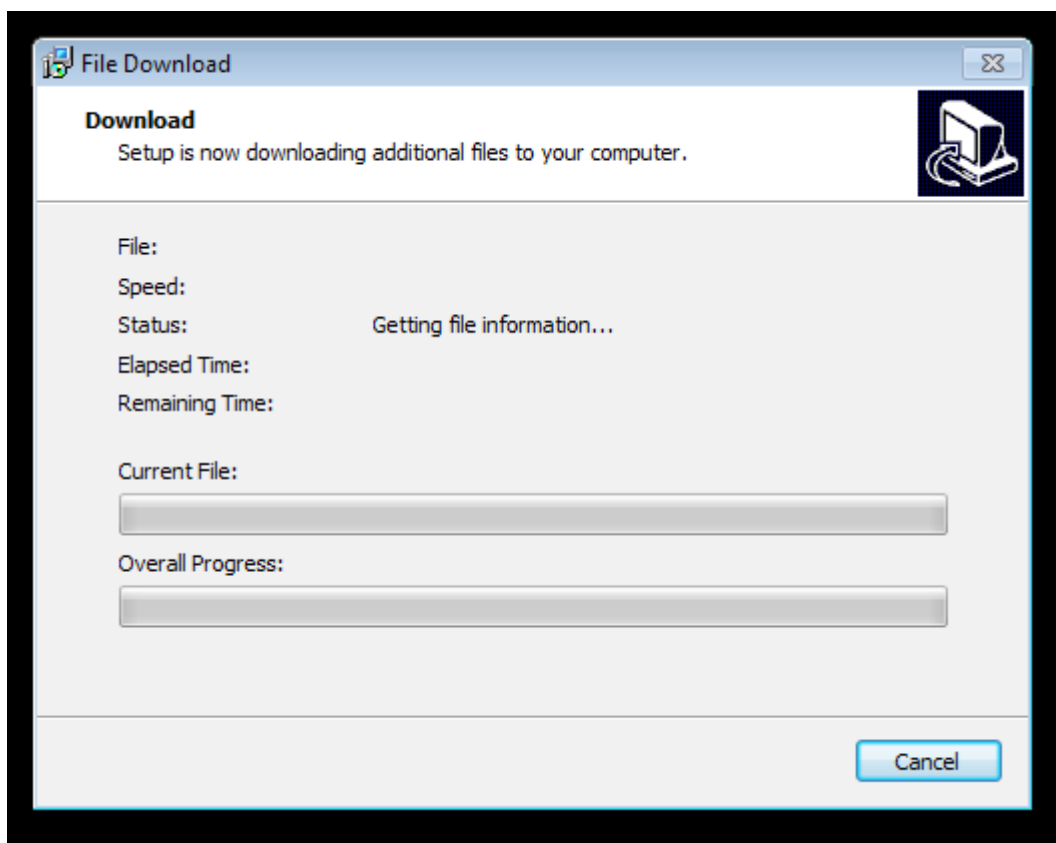 File Download
Download
Setup is now downloading additional files to your computer.
File:
Speed:
Status: Getting file information...
Elapsed Time:
Remaining Time:
Current File:
Overall Progress:
Cancel